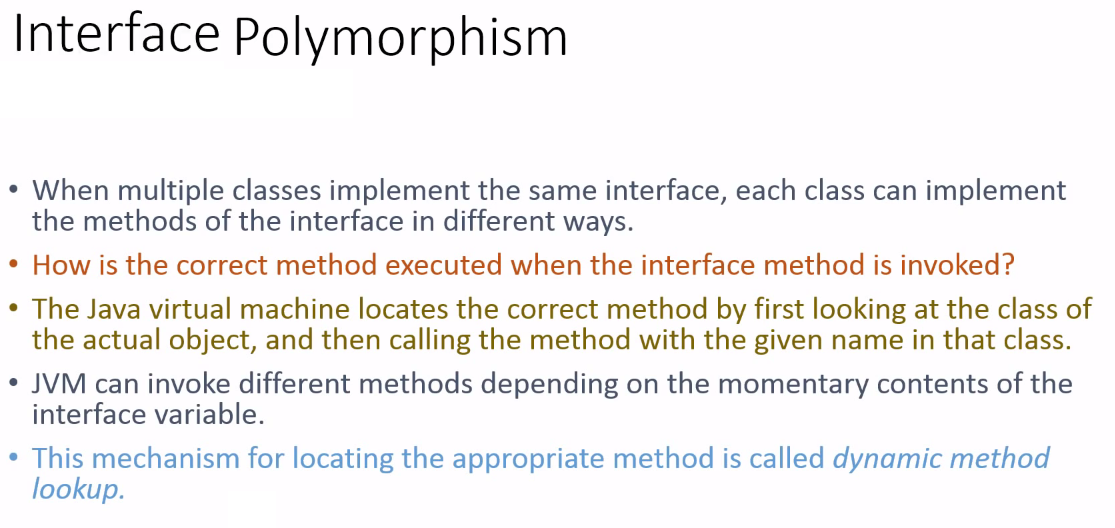 Interface Polymorphism
• When multiple classes implement the same interface, each class can implement
the methods of the interface in different ways.
• How is the correct method executed when the interface method is invoked?
• The Java virtual machine locates the correct method by first looking at the class of
the actual object, and then calling the method with the given name in that class.
• JVM can invoke different methods depending on the momentary contents of the
interface variable.
• This mechanism for locating the appropriate method is called dynamic method
lookup.